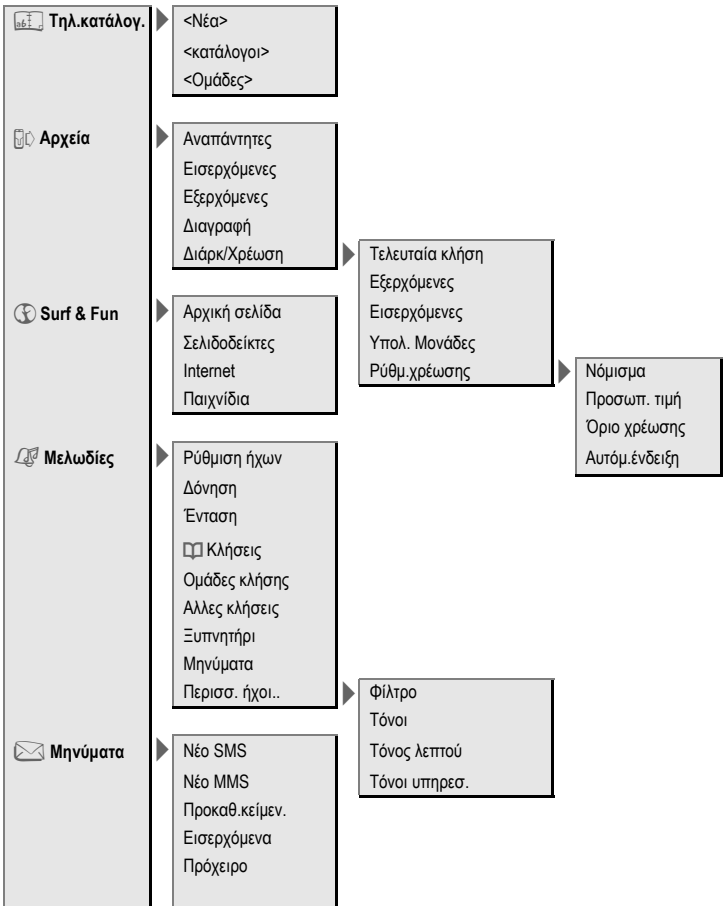 Τηλ.κατάλογ.
<Νέα>
<κατάλογοι>
<Ομάδες>
Αρχεία
Αναπάντητες
Εισερχόμενες
Εξερχόμενες
Διαγραφή
Διάρκ/Χρέωση
Τελευταία κλήση
Εξερχόμενες
Εισερχόμενες
Υπολ. Μονάδες
Ρύθμ.χρέωσης
Νόμισμα
Προσωπ. τιμή
Όριο χρέωσης
Αυτόμ.ένδειξη
Surf & Fun
Αρχική σελίδα
Σελιδοδείκτες
Internet
Παιχνίδια
Μελωδίες
Ρύθμιση ήχων
Δόνηση
Ένταση
Κλήσεις
Ομάδες κλήσης
Αλλες κλήσεις
Ξυπνητήρι
Μηνύματα
Περισσ. ήχοι..
Φίλτρο
Τόνοι
Τόνος λεπτού
Τόνοι υπηρεσ.
Μηνύματα
Νέο SMS
Νέο MMS
Προκαθ.κείμεν.
Εισερχόμενα
Πρόχειρο